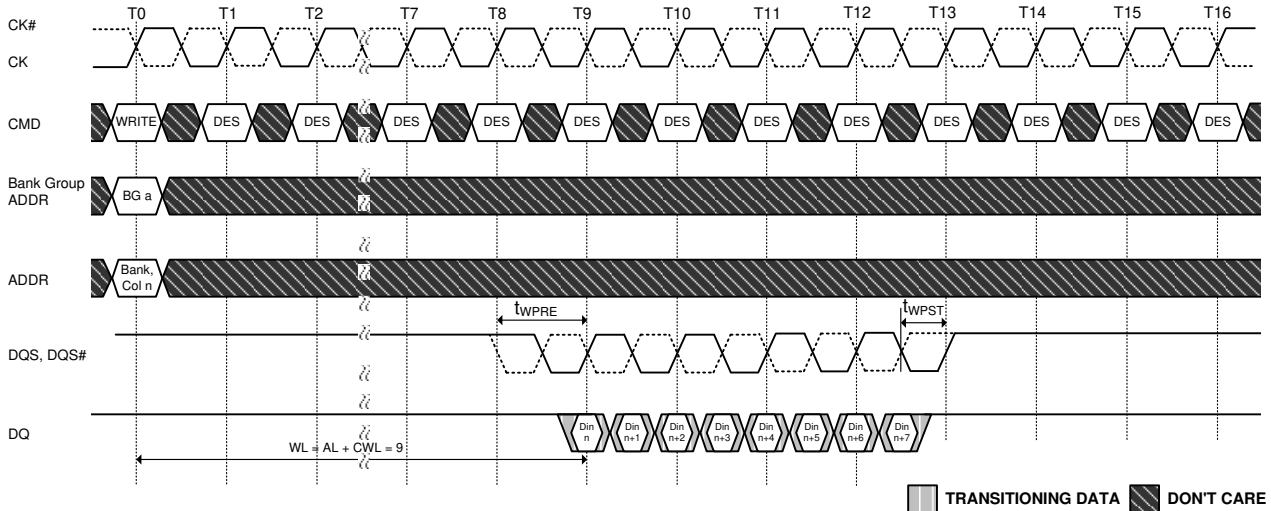 T0 T1 T2 T7 T8 T9 T10 T11 T12 T13 T14 T15 T16
CK#
CK
CMD WRITE DES DES DES DES DES DES DES DES DES DES DES DES
Bank Group
ADDR
BG a
ADDR
Bank,
Col n
tWPRE tWPST
DQS, DQS#
DQ
Din
n
Din
n+1
Din
n+2
Din
n+3
Din
n+4
Din
n+5
Din
n+6
Din
n+7
WL = AL + CWL = 9
TRANSITIONING DATA DON'T CARE